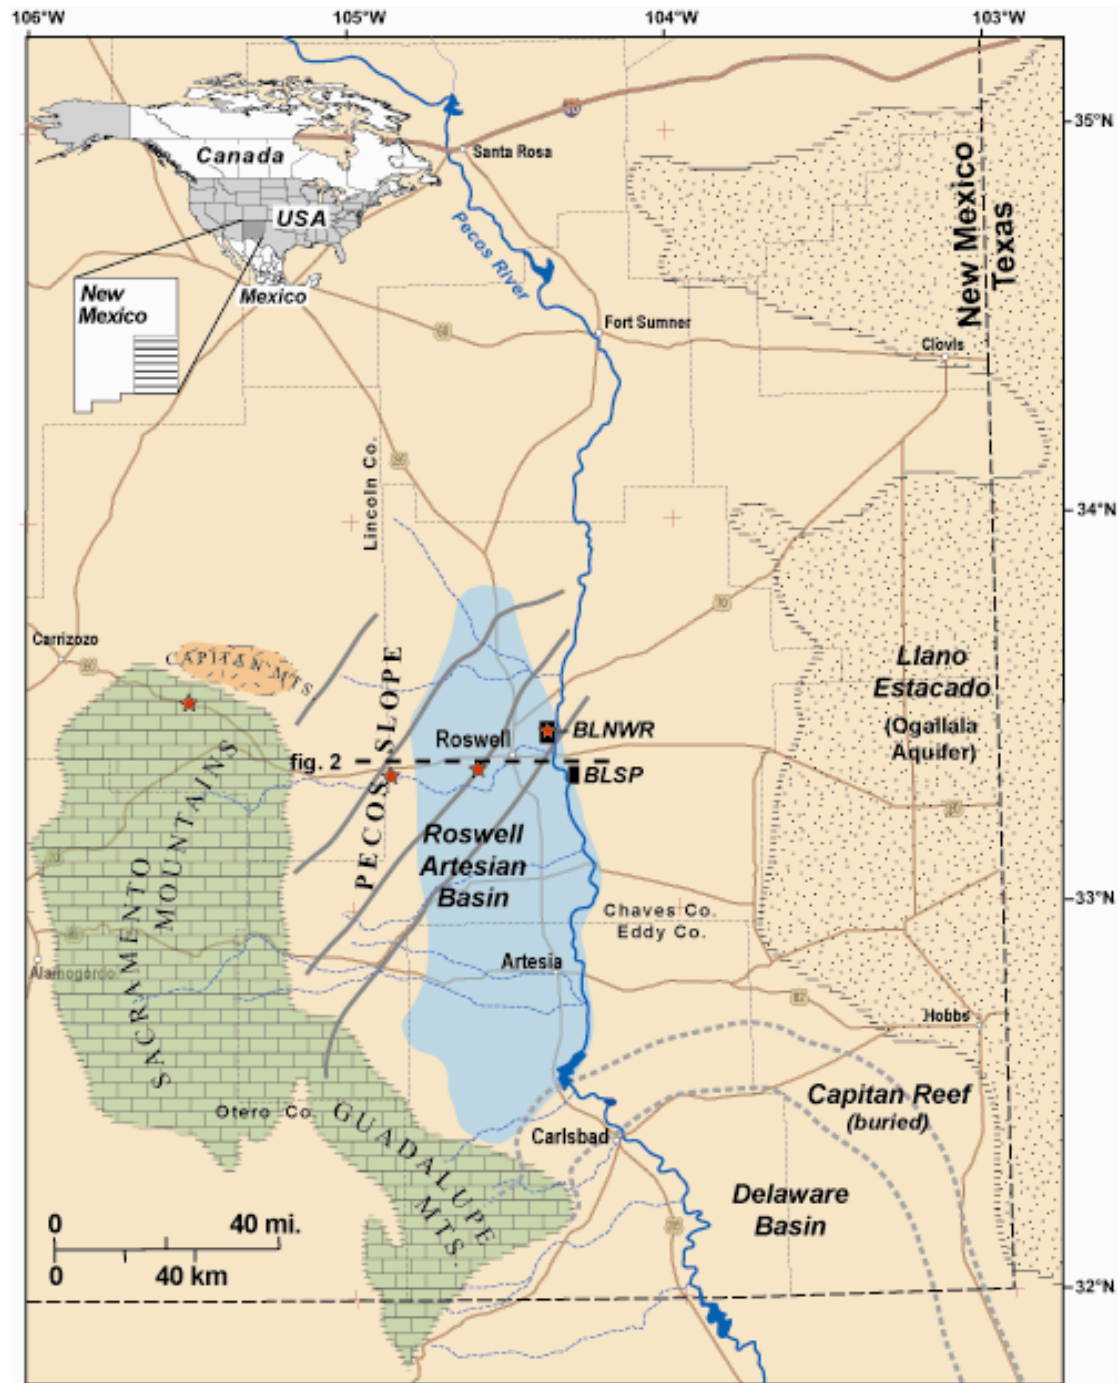 106°W
105°W
104°W
103°W
35°N
34°N
33°N
32°N
Canada
USA
Mexico
New
Mexico
Santa Rosa
Pecos River
Fort Sumner
New Mexico
Texas
Clovis
Lincoln Co.
70
Carrizozo
CAPITAN MTS
PECOS SLOPE
Roswell
BLNWR
fig. 2
BLSP
Llano
Estacado
(Ogallala
Aquifer)
Roswell
Artesian
Basin
SACRAMENTO
MOUNTAINS
Chaves Co.
Eddy Co.
Alamogordo
Artesia
82
Hobbs
Otero Co.
GUADALUPE
MTS.
Carlsbad
Capitan Reef
(buried)
Delaware
Basin
0 40 mi.
0 40 km